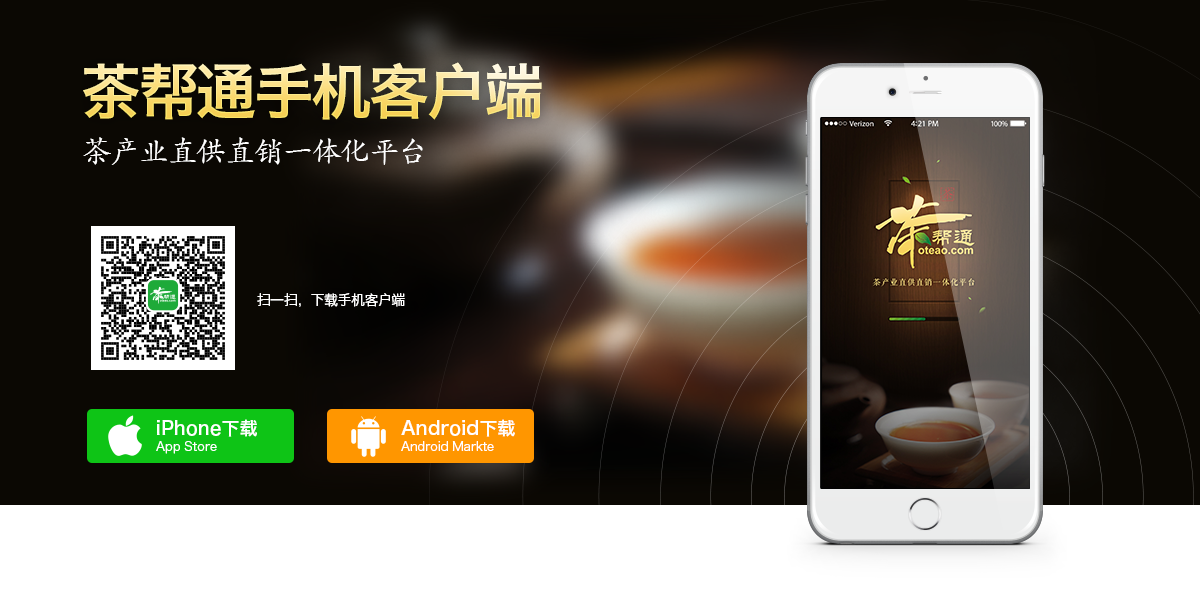 茶帮通手机客户端
茶产业直供直销一体化平台
扫一扫，下载手机客户端
iPhone下载
App Store
Android下载
Android Markte
Verizon 4:21 PM 100%
茶帮通
oteao.com
茶产业直供直销一体化平台